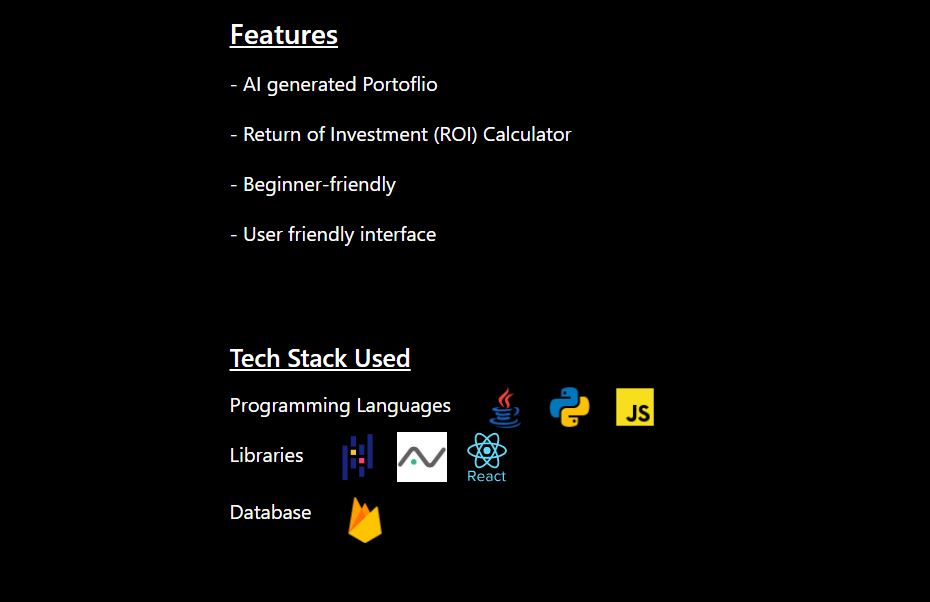 Features
- AI generated Portoflio
- Return of Investment (ROI) Calculator
- Beginner-friendly
- User friendly interface
Tech Stack Used
Programming Languages JS
Libraries React
Database